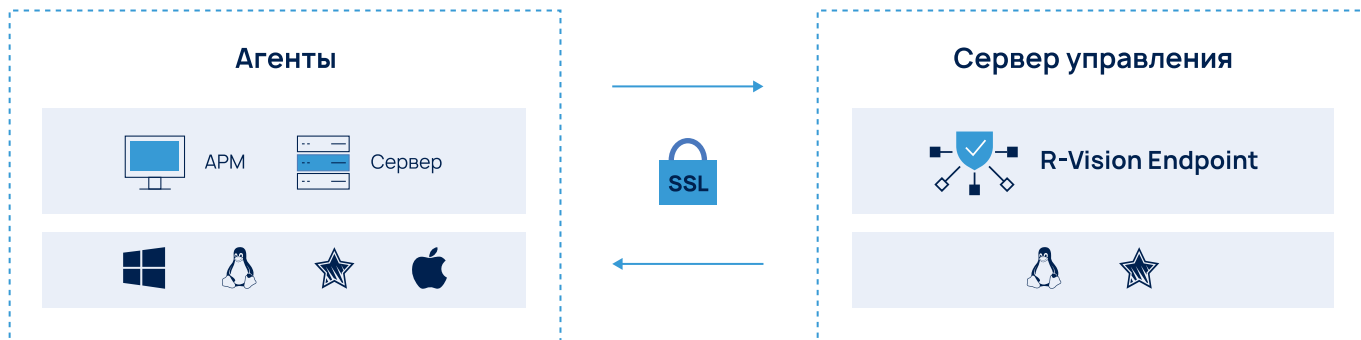 Агенты
Сервер управления
АРМ
Сервер
SSL
R-Vision Endpoint